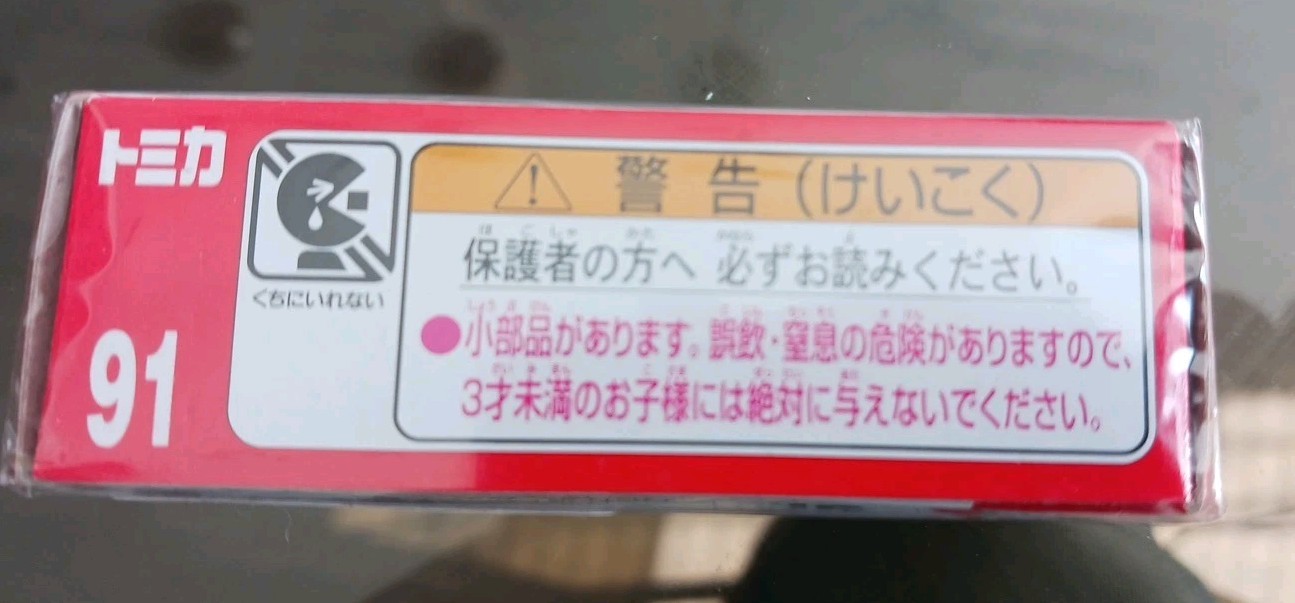 トミカ
91
くちにいれない
警告(けいこく)
保護者の方へ 必ずお読みください。
●小部品があります。誤飲・窒息の危険がありますので、
3才未満のお子様には絶対に与えないでください。